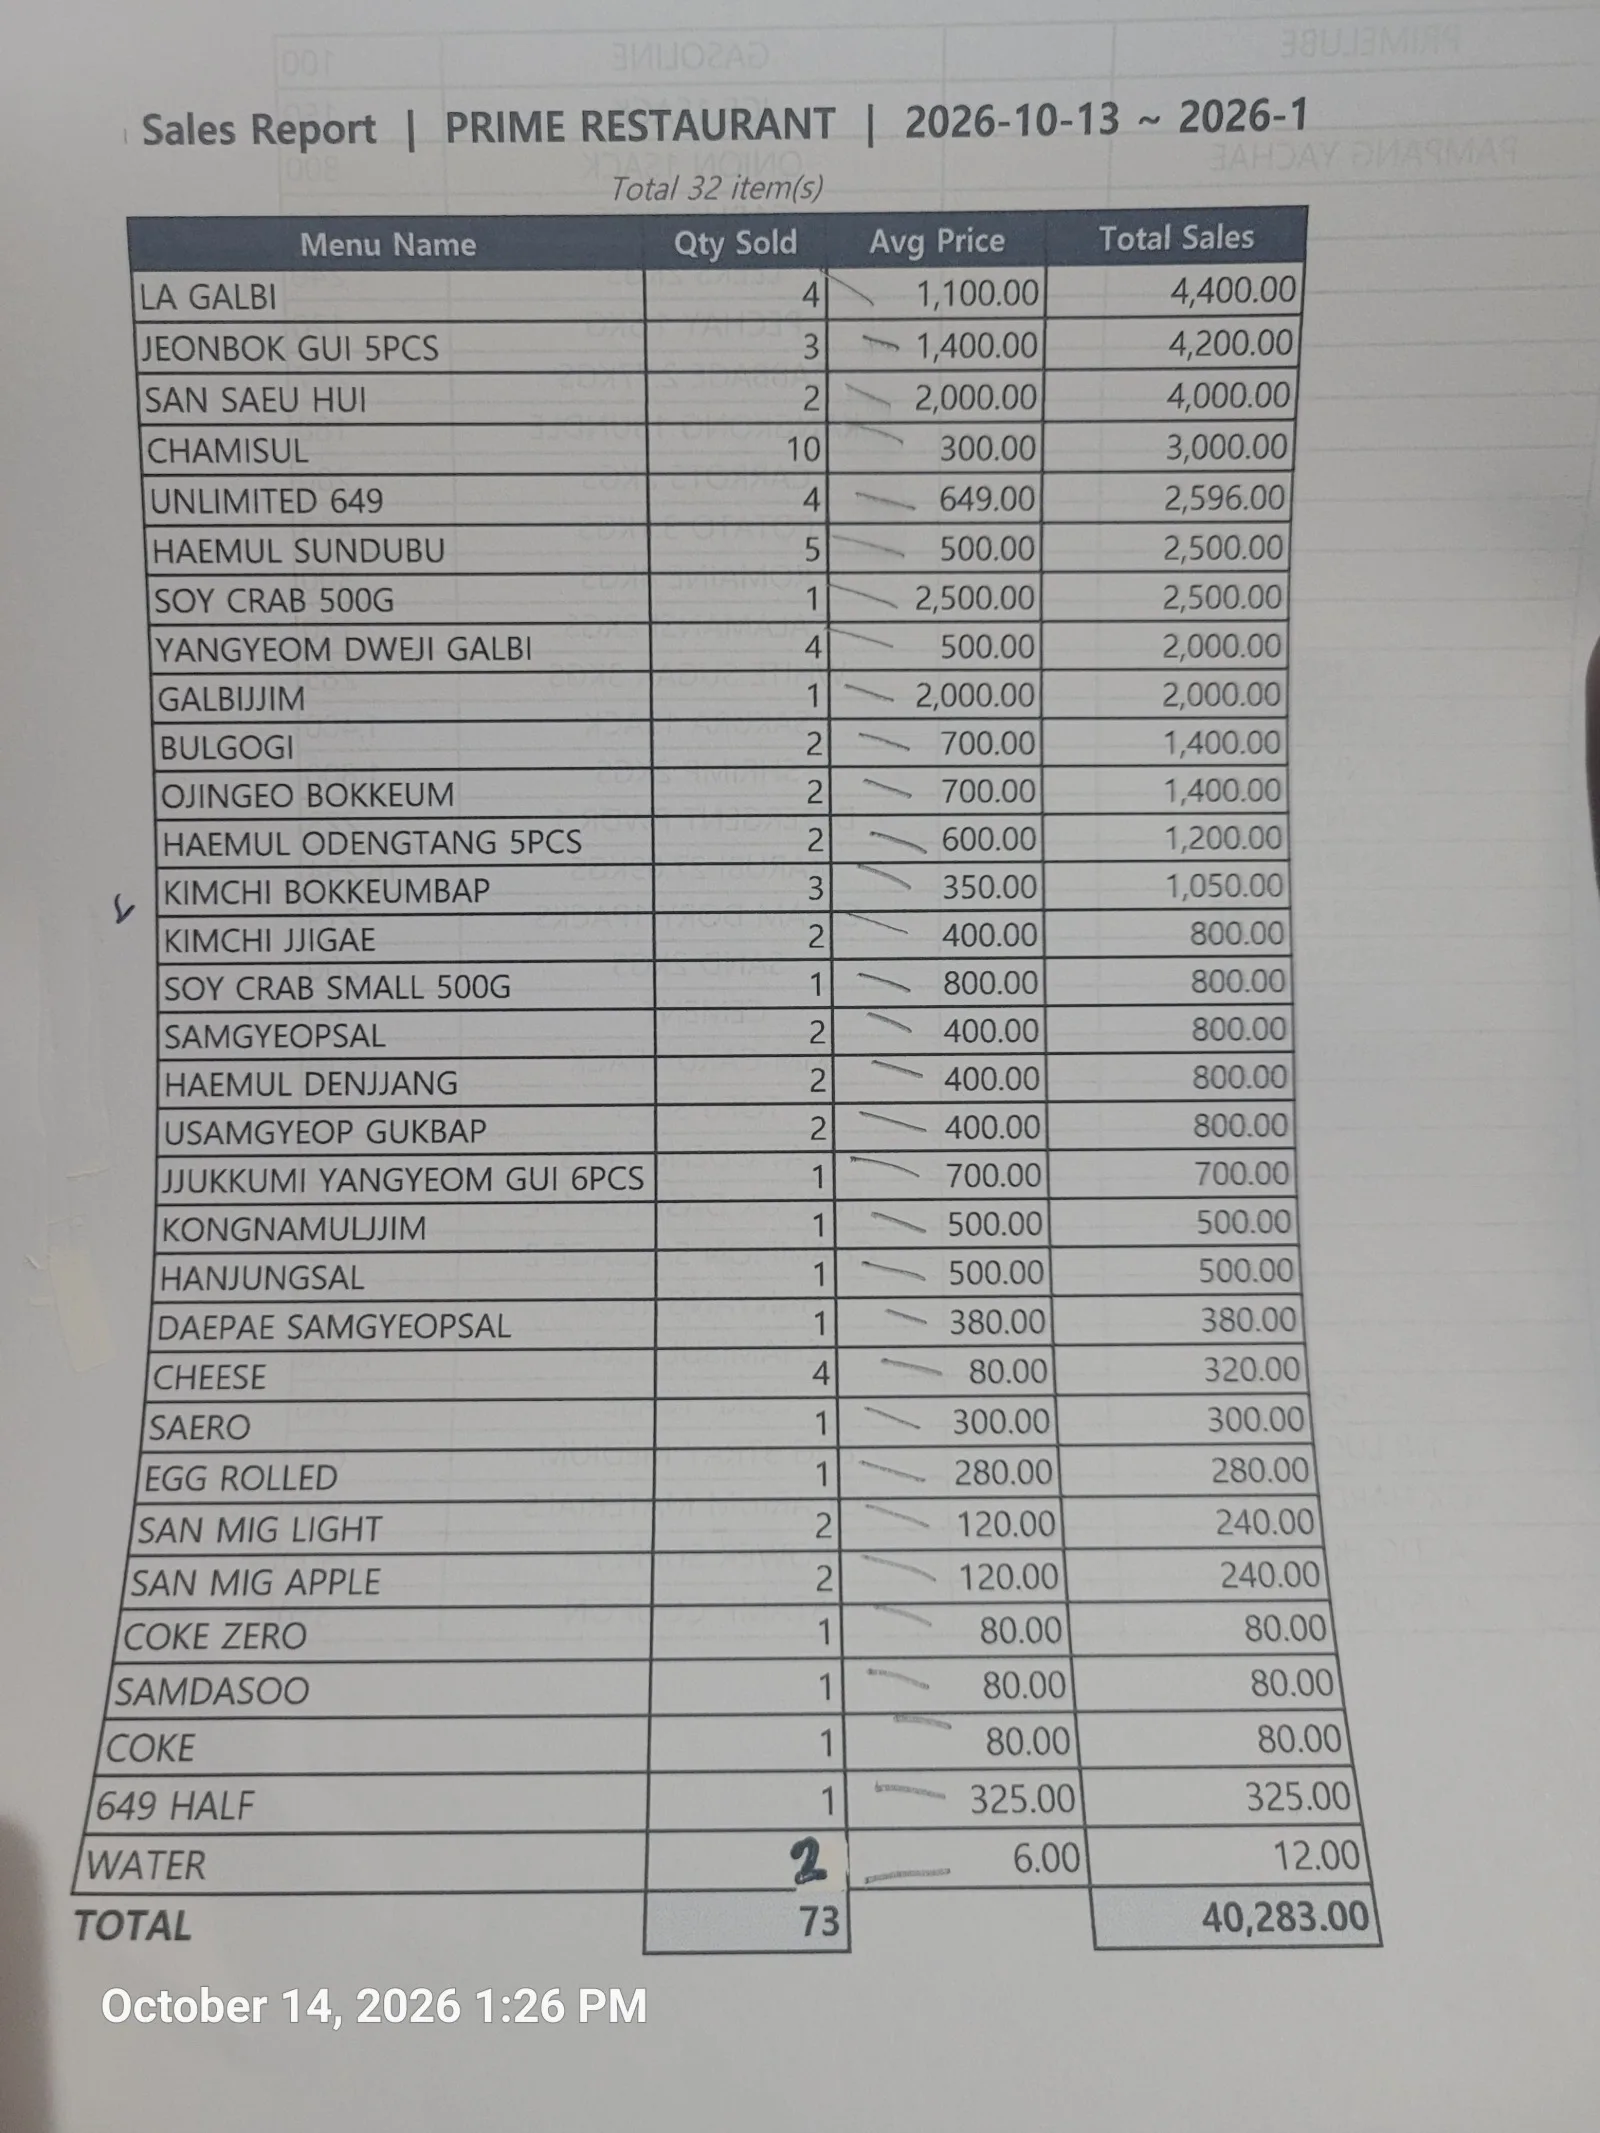 Sales Report | PRIME RESTAURANT | 2026-10-13 ~ 2026-1
Total 32 item(s)
Menu Name Qty Sold Avg Price Total Sales
LA GALBI 4 1,100.00 4,400.00
JEONBOK GUI 5PCS 3 1,400.00 4,200.00
SAN SAEU HUI 2 2,000.00 4,000.00
CHAMISUL 10 300.00 3,000.00
UNLIMITED 649 4 649.00 2,596.00
HAEMUL SUNDUBU 5 500.00 2,500.00
SOY CRAB 500G 1 2,500.00 2,500.00
YANGYEOM DWEJI GALBI 4 500.00 2,000.00
GALBIJJIM 1 2,000.00 2,000.00
BULGOGI 2 700.00 1,400.00
OJINGEO BOKKEUM 2 700.00 1,400.00
HAEMUL ODENGTANG 5PCS 2 600.00 1,200.00
KIMCHI BOKKEUMBAP 3 350.00 1,050.00
KIMCHI JJIGAE 2 400.00 800.00
SOY CRAB SMALL 500G 1 800.00 800.00
SAMGYEOPSAL 2 400.00 800.00
HAEMUL DENJJANG 2 400.00 800.00
USAMGYEOP GUKBAP 2 400.00 800.00
JJUKKUMI YANGYEOM GUI 6PCS 1 700.00 700.00
KONGNAMULJJIM 1 500.00 500.00
HANJUNGSAL 1 500.00 500.00
DAEPAE SAMGYEOPSAL 1 380.00 380.00
CHEESE 4 80.00 320.00
SAERO 1 300.00 300.00
EGG ROLLED 1 280.00 280.00
SAN MIG LIGHT 2 120.00 240.00
SAN MIG APPLE 2 120.00 240.00
COKE ZERO 1 80.00 80.00
SAMDASOO 1 80.00 80.00
COKE 1 80.00 80.00
649 HALF 1 325.00 325.00
WATER 2 6.00 12.00
TOTAL 73 40,283.00
October 14, 2026 1:26 PM